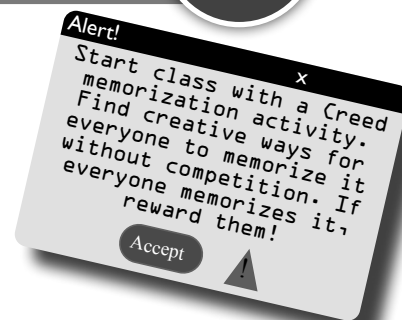 Alert!
x
Start class with a Creed
memorization activity.
Find creative ways for
everyone to memorize it
without competition. If
everyone memorizes it,
reward them!
Accept
!